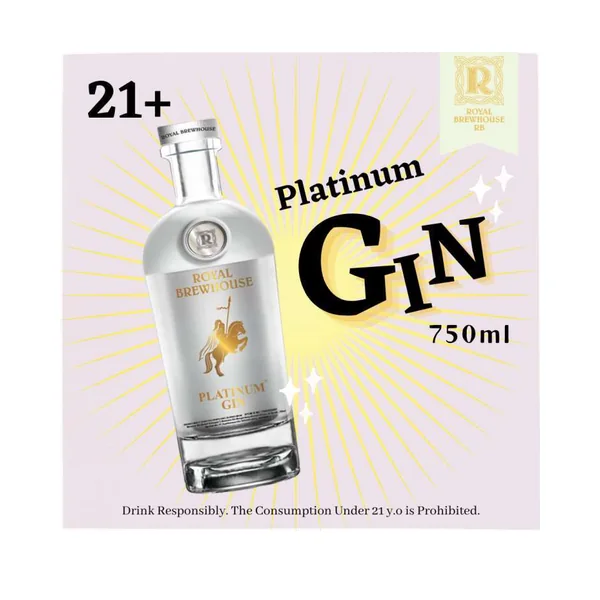 21+
R
ROYAL
BREWHOUSE
RB
ROYAL BREWHOUSE
Platinum
GIN
750ml
R
ROYAL
BREWHOUSE
PLATINUM
GIN
Drink Responsibly. The Consumption Under 21 y.o is Prohibited.